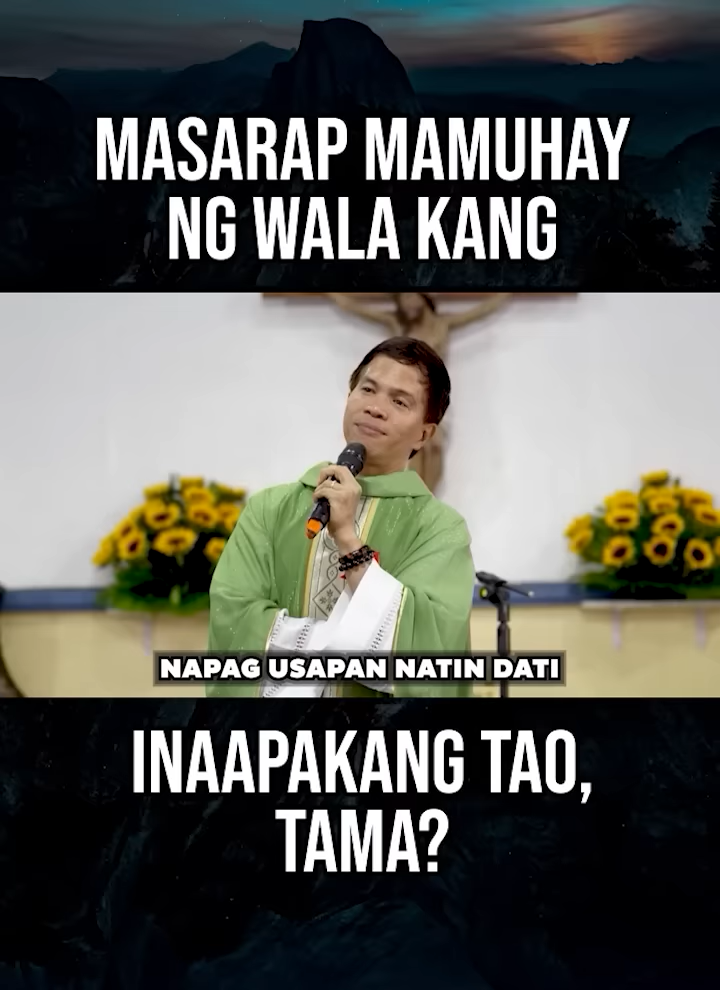 MASARAP MAMUHAY
NG WALA KANG
NAPAG USAPAN NATIN DATI
INAAPAKANG TAO,
TAMA?